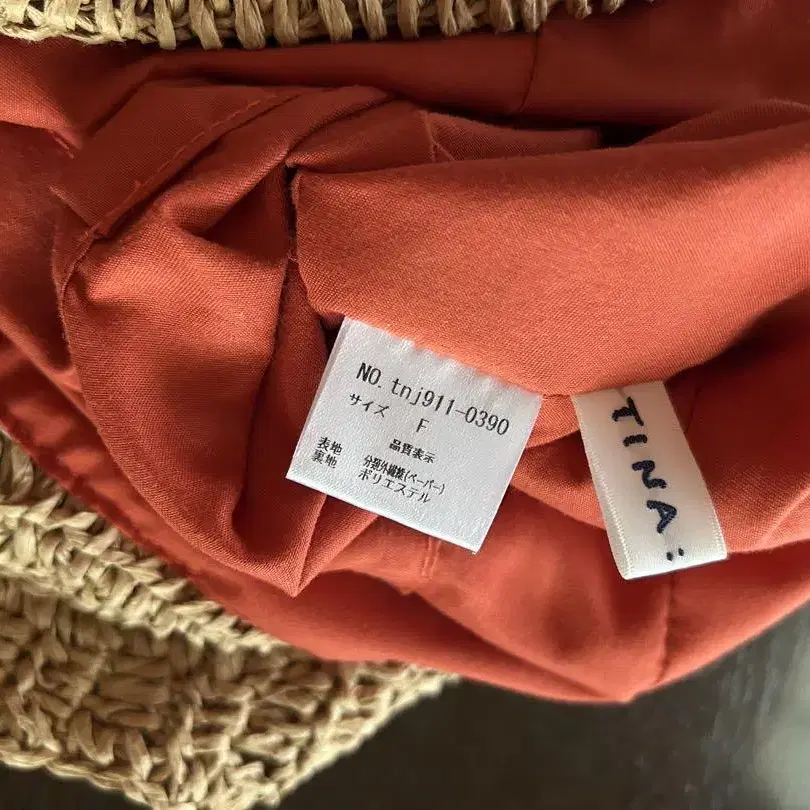 NO. tnj911-0390
サイズ F
品質表示
表地 分類外繊維(ペーパー)
裏地 ポリエステル
TINA: